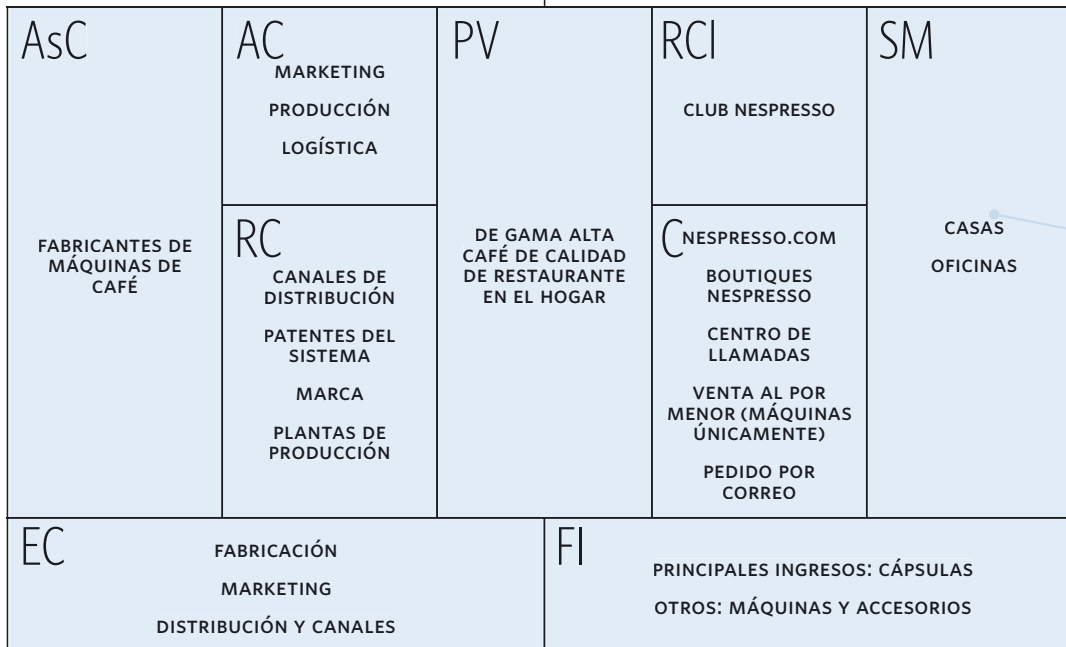 AsC
FABRICANTES DE
MÁQUINAS DE
CAFÉ
AC
MARKETING
PRODUCCIÓN
LOGÍSTICA
RC
CANALES DE
DISTRIBUCIÓN
PATENTES DEL
SISTEMA
MARCA
PLANTAS DE
PRODUCCIÓN
PV
DE GAMA ALTA
CAFÉ DE CALIDAD
DE RESTAURANTE
EN EL HOGAR
RCl
CLUB NESPRESSO
C
NESPRESSO.COM
BOUTIQUES
NESPRESSO
CENTRO DE
LLAMADAS
VENTA AL POR
MENOR (MÁQUINAS
ÚNICAMENTE)
PEDIDO POR
CORREO
SM
CASAS
OFICINAS
EC
FABRICACIÓN
MARKETING
DISTRIBUCIÓN Y CANALES
FI
PRINCIPALES INGRESOS: CÁPSULAS
OTROS: MÁQUINAS Y ACCESORIOS